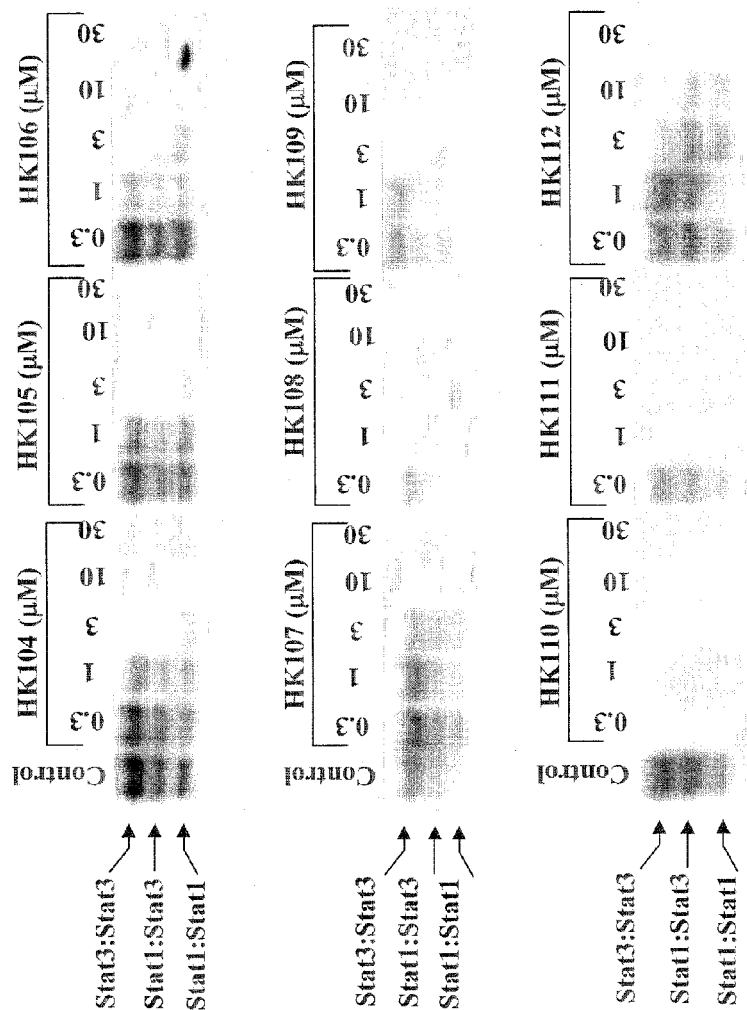 HK104 (µM)
HK105 (µM)
HK106 (µM)
Control 0.3 1 3 10 30 0.3 1 3 10 30 0.3 1 3 10 30
Stat3:Stat3
Stat1:Stat3
Stat1:Stat1
HK107 (µM)
HK108 (µM)
HK109 (µM)
Control 0.3 1 3 10 30 0.3 1 3 10 30 0.3 1 3 10 30
Stat3:Stat3
Stat1:Stat3
Stat1:Stat1
HK110 (µM)
HK111 (µM)
HK112 (µM)
Control 0.3 1 3 10 30 0.3 1 3 10 30 0.3 1 3 10 30
Stat3:Stat3
Stat1:Stat3
Stat1:Stat1